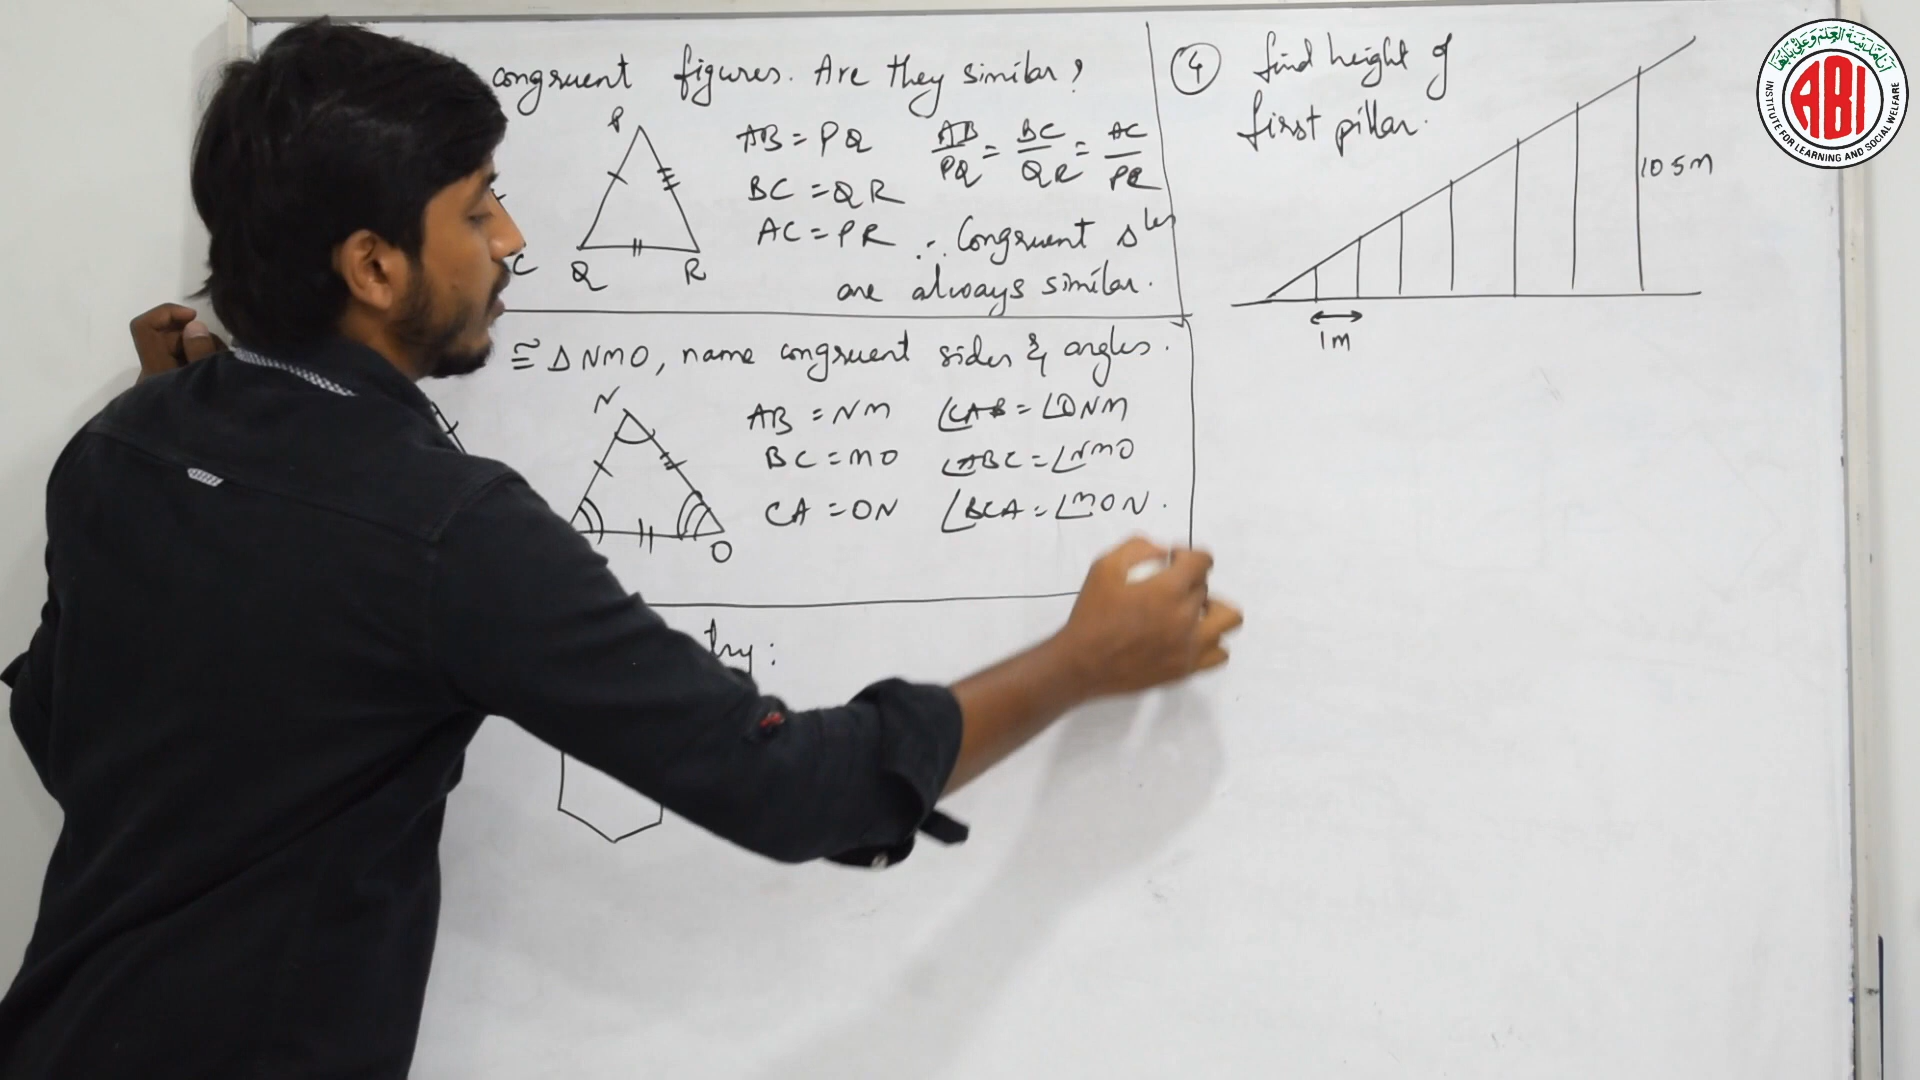 congruent figures. Are they similar?
P
Q
R
C
AB = PQ
BC = QR
AC = PR
AB/PQ = BC/QR = AC/PR
∴ Congruent Δles
are always similar.
≅ Δ NMO, name congruent sides & angles.
N
O
AB = NM
BC = MO
CA = ON
∠CAB = ∠ONM
∠ABC = ∠NMO
∠BCA = ∠MON.
try:
4 find height of
first pillar.
10.5m
1m
ABI
INSTITUTE FOR LEARNING AND SOCIAL WELFARE